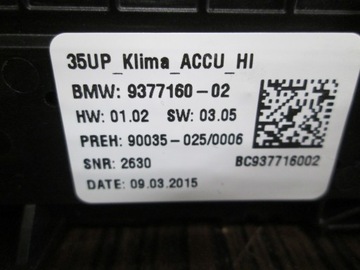 35UP_Klima_ACCU_HI
BMW: 9377160-02
HW: 01.02 SW: 03.05
PREH: 90035-025/0006
SNR: 2630
BC937716002
DATE: 09.03.2015